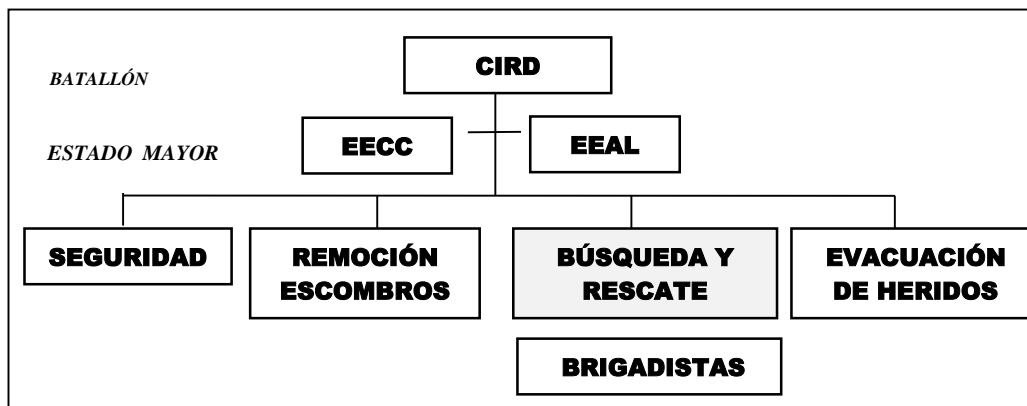 CIRD
BATALLÓN
EECC
EEAL
ESTADO MAYOR
SEGURIDAD
REMOCIÓN
ESCOMBROS
BÚSQUEDA Y
RESCATE
EVACUACIÓN
DE HERIDOS
BRIGADISTAS